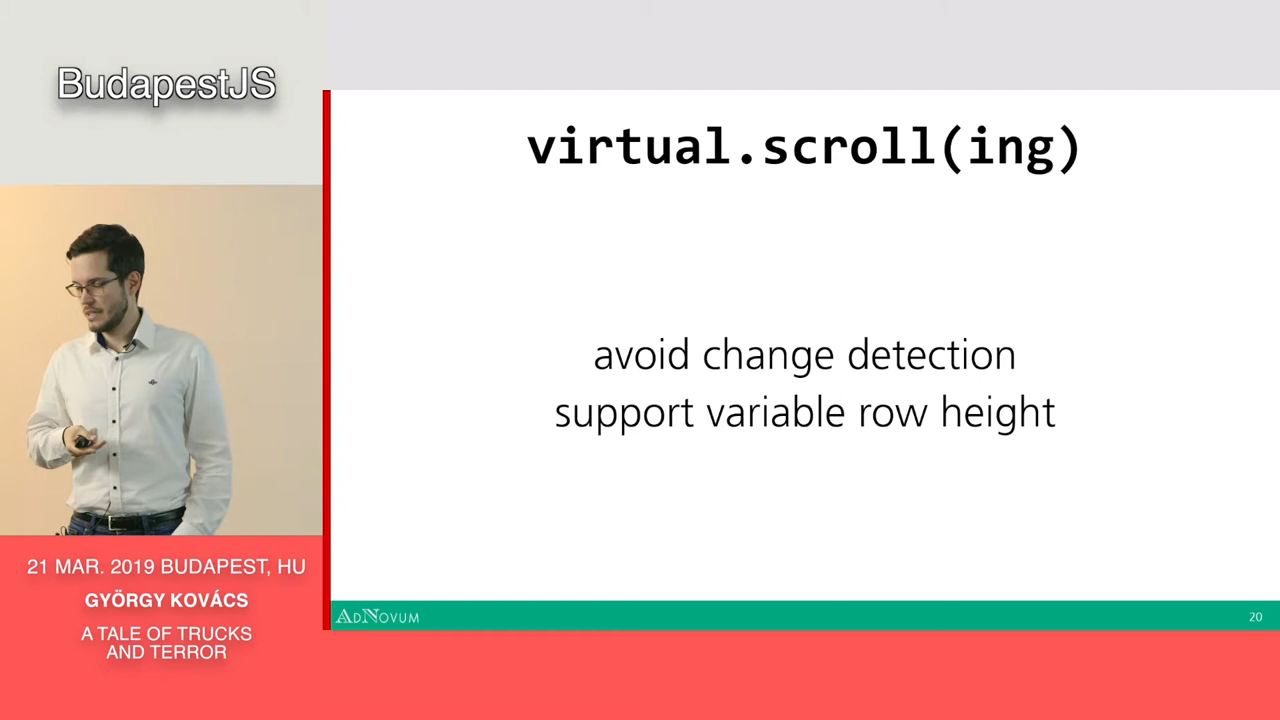 BudapestJS
virtual.scroll(ing)
avoid change detection
support variable row height
21 MAR. 2019 BUDAPEST, HU
GYÖRGY KOVÁCS
A TALE OF TRUCKS
AND TERROR
ADNOVUM
20